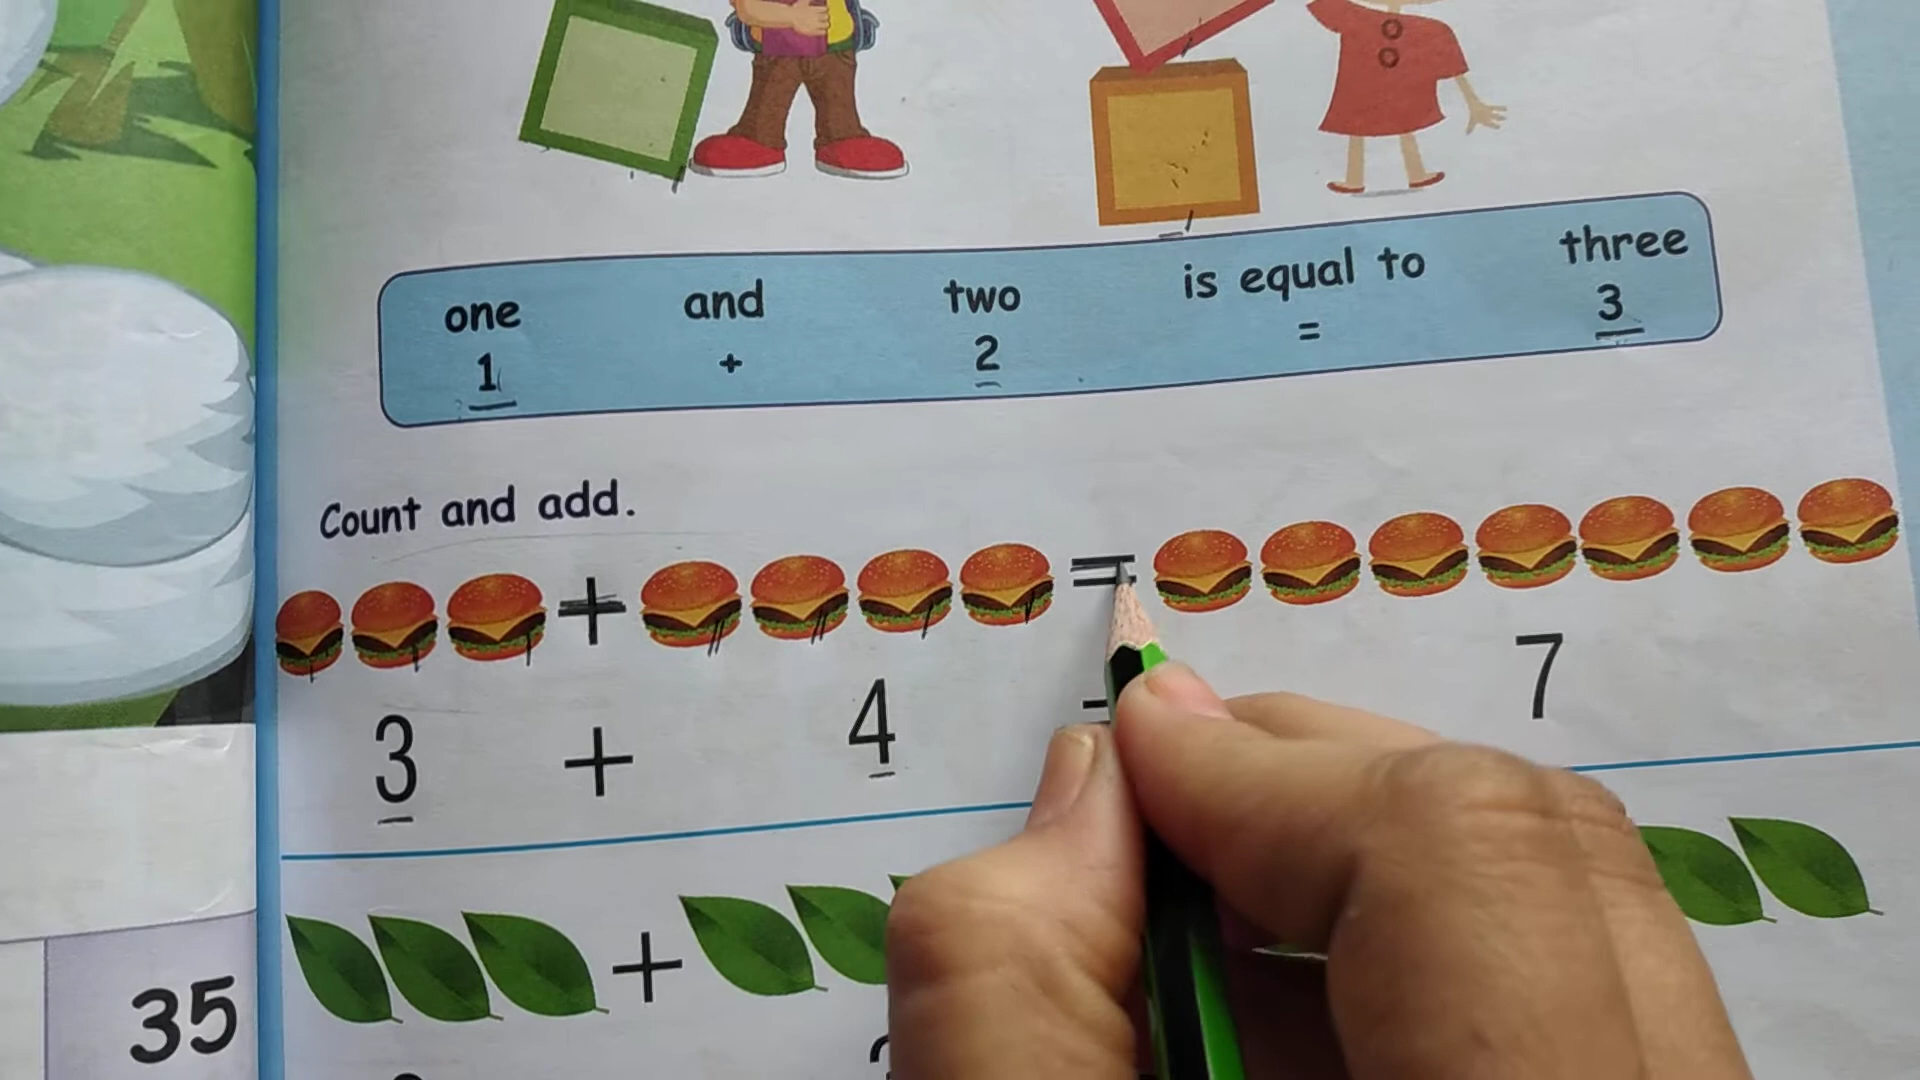 one and two is equal to three
1 + 2 = 3
Count and add.
+ =
3 + 4 7
+
35